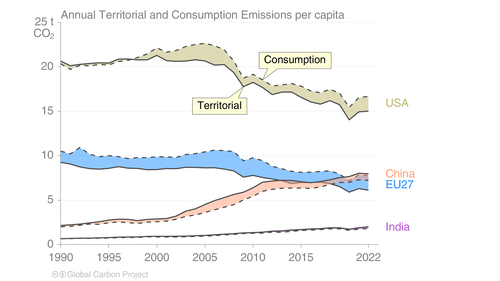 Annual Territorial and Consumption Emissions per capita
25 t
CO₂
20
15
10
5
0
Consumption
Territorial
USA
China
EU27
India
1990
1995
2000
2005
2010
2015
2022
Global Carbon Project